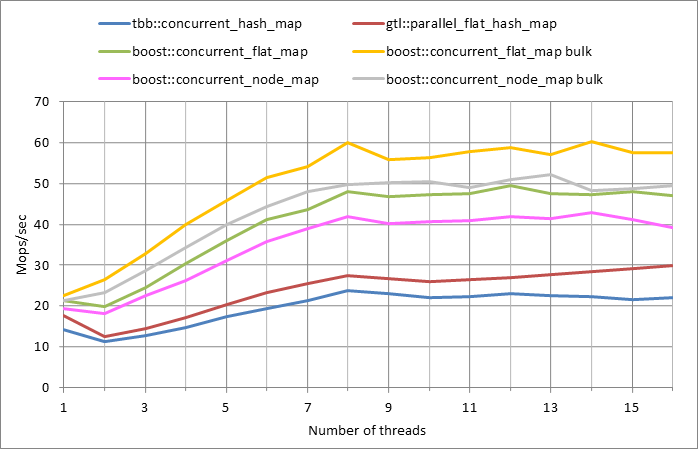 tbb::concurrent_hash_map
gtl::parallel_flat_hash_map
boost::concurrent_flat_map
boost::concurrent_flat_map bulk
boost::concurrent_node_map
boost::concurrent_node_map bulk
70
60
50
40
30
20
10
0
Mops/sec
1 3 5 7 9 11 13 15
Number of threads